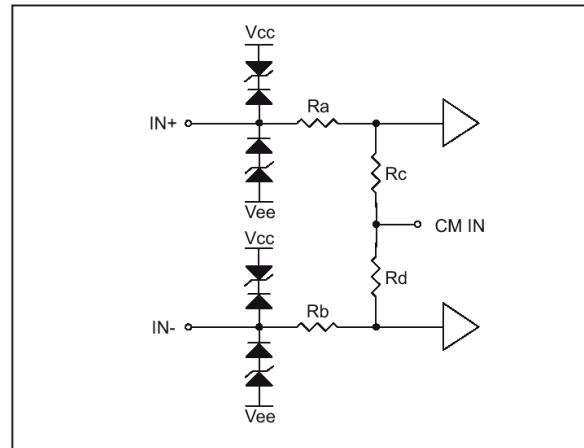 Vcc
IN+
Ra
Rc
Vee
CM IN
Vcc
Rd
IN-
Rb
Vee